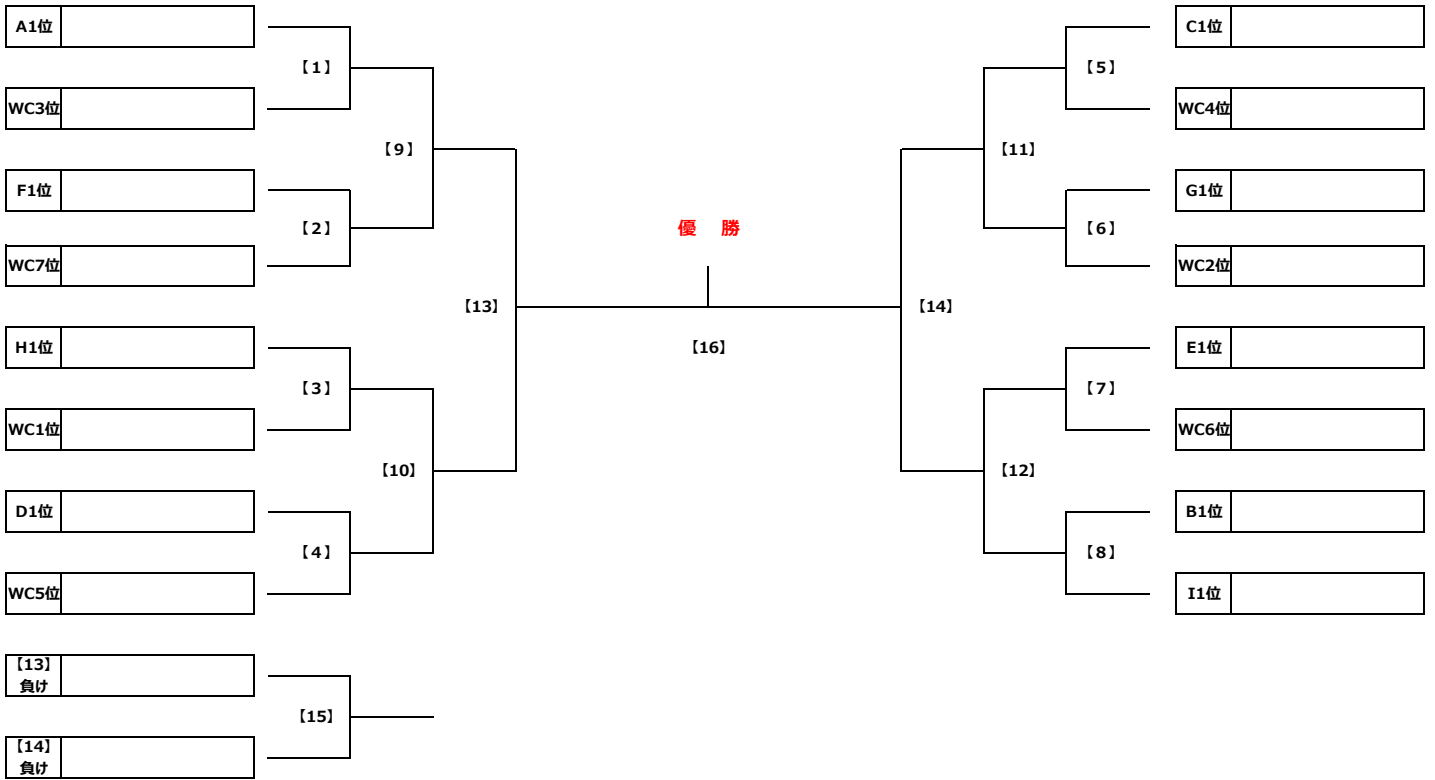 A1位
C1位
【1】
【5】
WC3位
WC4位
【9】
【11】
F1位
G1位
【2】
優 勝
【6】
WC7位
WC2位
【13】
【14】
H1位
【16】
E1位
【3】
【7】
WC1位
WC6位
【10】
【12】
D1位
B1位
【4】
【8】
WC5位
I1位
【13】
負け
【15】
【14】
負け